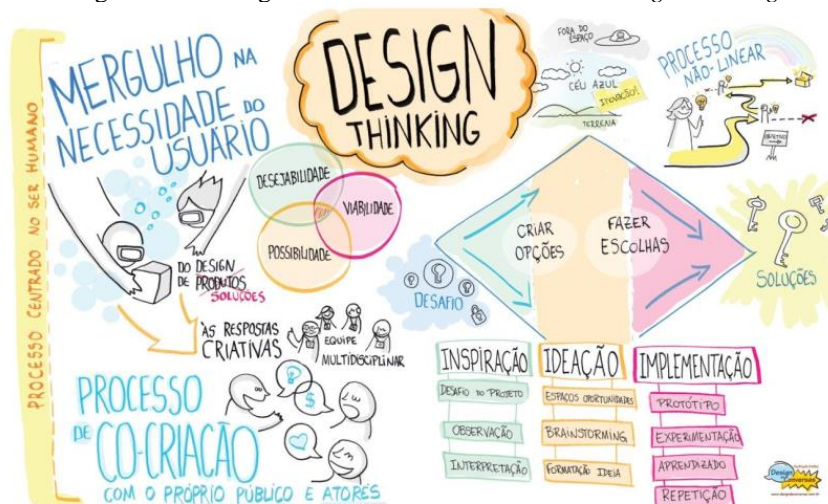 DESIGN
THINKING
PROCESSO CENTRADO NO SER HUMANO
MERGULHO NA
NECESSIDADE DO
USUÁRIO
DESEJABILIDADE
VIABILIDADE
POSSIBILIDADE
DO DESIGN
DE PRODUTOS
SOLUÇÕES
ÀS RESPOSTAS
CRIATIVAS
EQUIPE
MULTIDISCIPLINAR
PROCESSO
DE CO-CRIAÇÃO
COM O PRÓPRIO PÚBLICO E ATORES
FORA DO
ESPAÇO
CÉU AZUL
INOVAÇÃO!
TERRENA
PROCESSO
NÃO-LINEAR
OBJETIVO
DESAFIO
CRIAR
OPÇÕES
FAZER
ESCOLHAS
SOLUÇÕES
INSPIRAÇÃO
DESAFIO DO PROJETO
OBSERVAÇÃO
INTERPRETAÇÃO
IDEAÇÃO
ESPAÇOS OPORTUNIDADES
BRAINSTORMING
FORMATAÇÃO IDEIA
IMPLEMENTAÇÃO
PROTÓTIPO
EXPERIMENTAÇÃO
APRENDIZADO
REPETIÇÃO
Design
Conversas